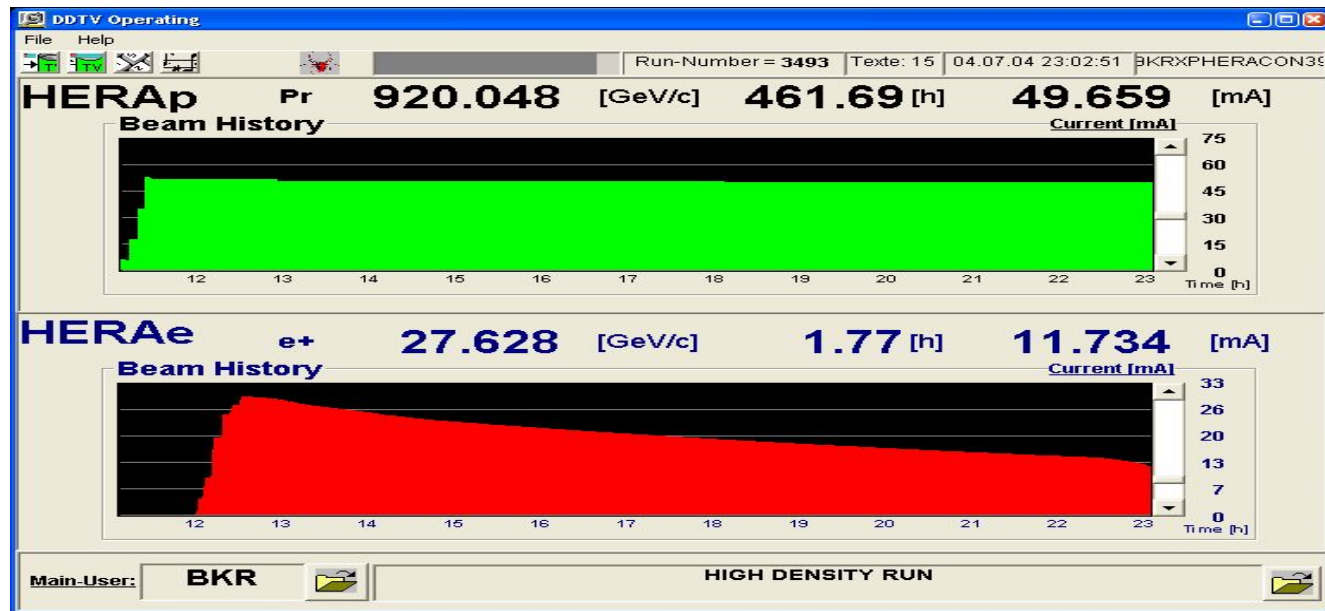 DDTV Operating
File Help
Run-Number = 3493 Texte: 15 04.07.04 23:02:51
HERAp Pr 920.048 [GeV/c] 461.69 [h] 49.659 [mA]
Beam History Current [mA]
75
60
45
30
15
0
12 13 14 15 16 17 18 19 20 21 22 23 Time [h]
HERAe e+ 27.628 [GeV/c] 1.77 [h] 11.734 [mA]
Beam History Current [mA]
33
26
20
13
7
0
12 13 14 15 16 17 18 19 20 21 22 23 Time [h]
Main-User: BKR HIGH DENSITY RUN